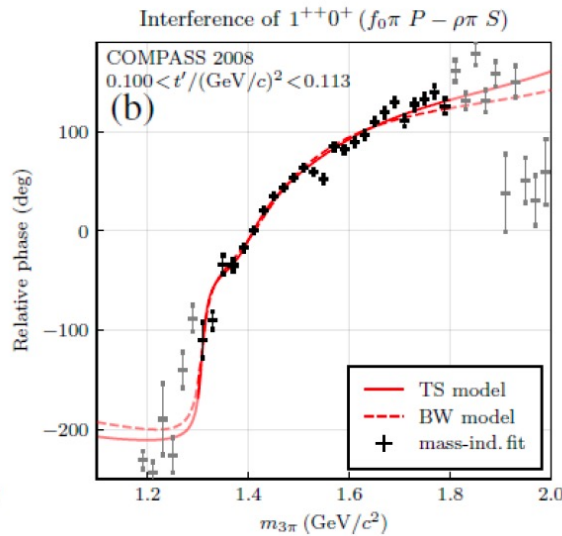 Interference of 1⁺⁺0⁺ (f₀π P − ρπ S)
COMPASS 2008
0.100 < t′/(GeV/c)² < 0.113
(b)
100
0
−100
−200
Relative phase (deg)
TS model
BW model
mass-ind. fit
1.2 1.4 1.6 1.8 2.0
m₃π (GeV/c²)